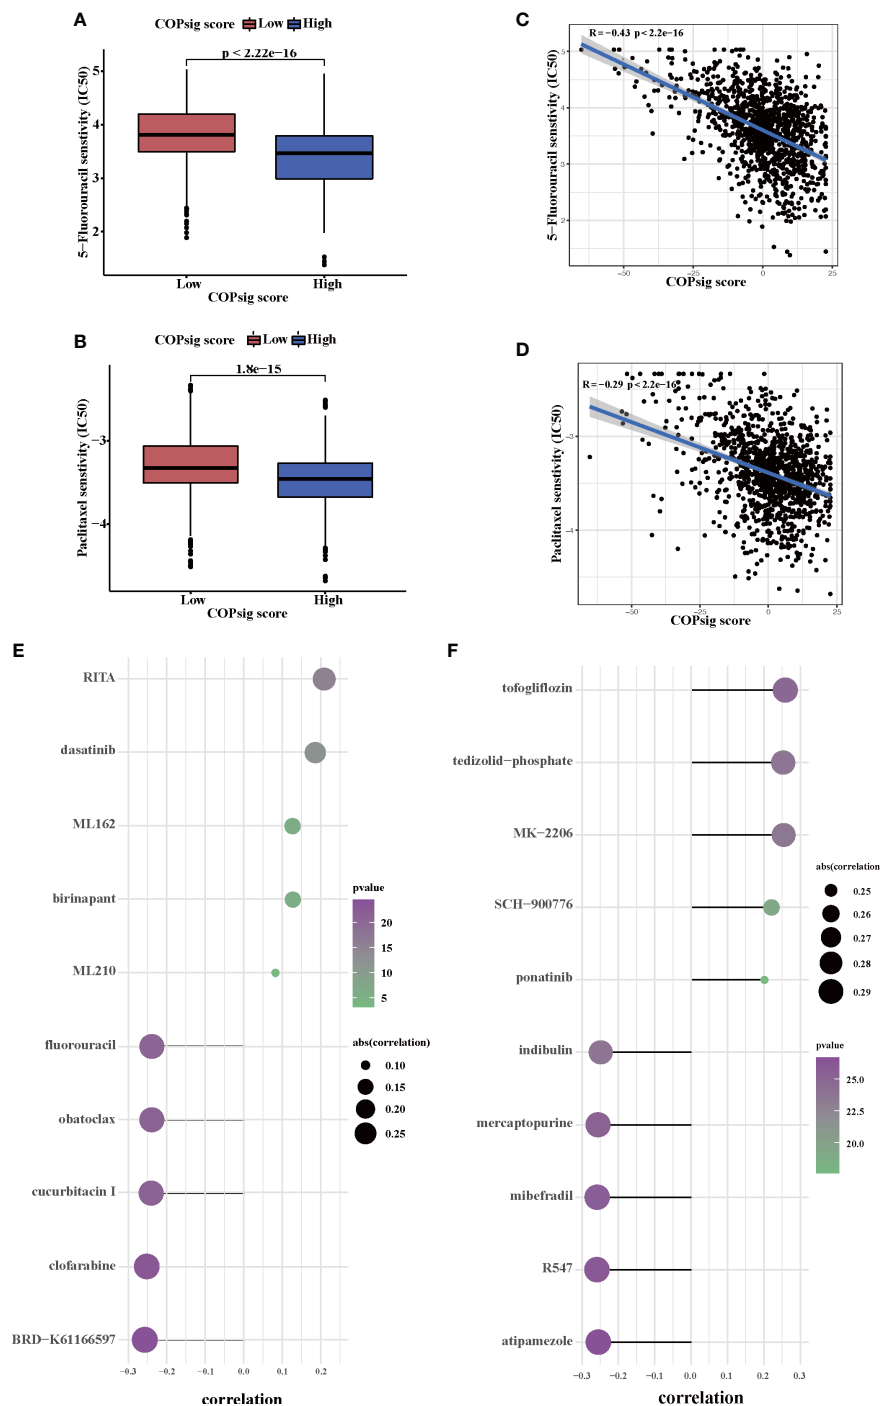 A
COPsig score Low High
p < 2.22e−16
5−Fluorouracil senstivity (IC50)
5
4
3
2
Low High
COPsig score
C
R = −0.43 p < 2.2e−16
5−Fluorouracil senstivity (IC50)
5
4
3
2
−50 −25 0 25
COPsig score
B
COPsig score Low High
1.8e−15
Paclitaxel senstivity (IC50)
−3
−4
Low High
COPsig score
D
R = −0.29 p < 2.2e−16
Paclitaxel senstivity (IC50)
−3
−4
−50 −25 0 25
COPsig score
E
RITA
dasatinib
ML162
birinapant
ML210
fluorouracil
obatoclax
cucurbitacin I
clofarabine
BRD−K61166597
−0.3 −0.2 −0.1 0.0 0.1 0.2
correlation
pvalue
20
15
10
5
abs(correlation)
0.10
0.15
0.20
0.25
F
tofogliflozin
tedizolid−phosphate
MK−2206
SCH−900776
ponatinib
indibulin
mercaptopurine
mibefradil
R547
atipamezole
−0.3 −0.2 −0.1 0.0 0.1 0.2 0.3
correlation
abs(correlation
0.25
0.26
0.27
0.28
0.29
pvalue
25.0
22.5
20.0